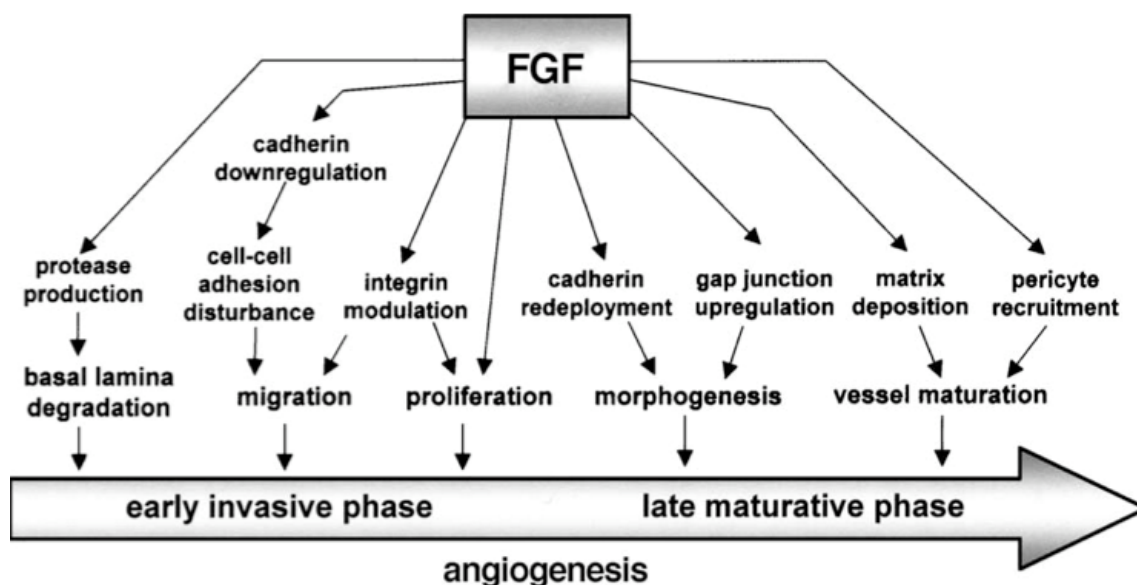 FGF
cadherin
downregulation
protease
production
cell-cell
adhesion
disturbance
integrin
modulation
cadherin
redeployment
gap junction
upregulation
matrix
deposition
pericyte
recruitment
basal lamina
degradation
migration
proliferation
morphogenesis
vessel maturation
early invasive phase
late maturative phase
angiogenesis